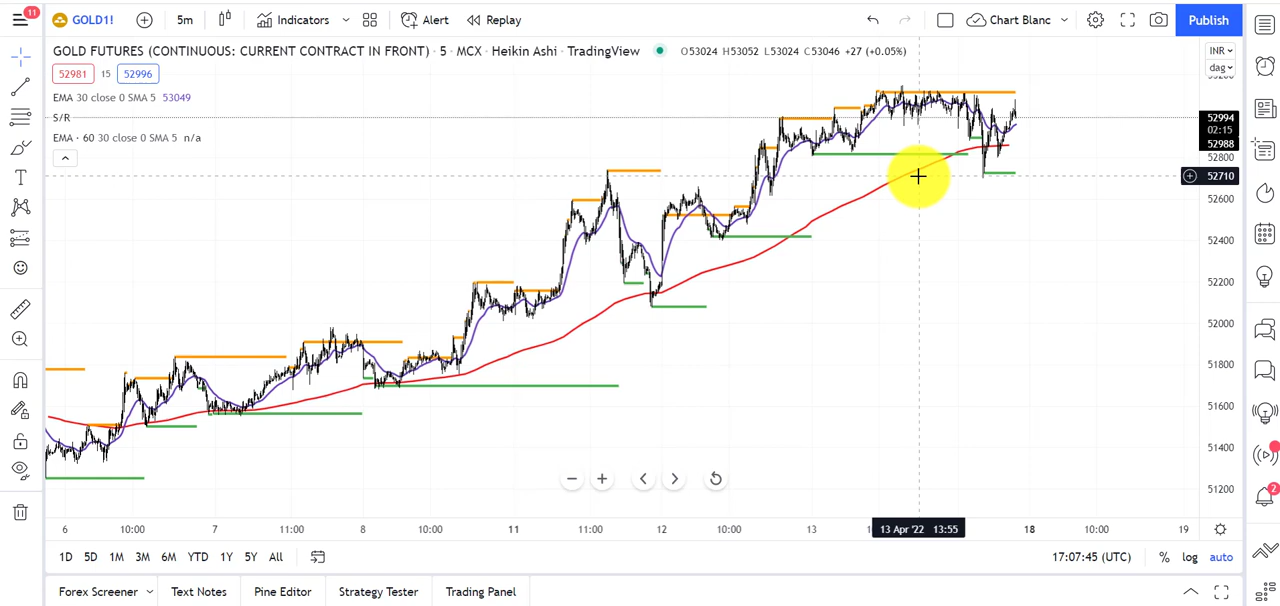 11
GOLD1!
5m
Indicators
Alert
Replay
Chart Blanc
Publish
GOLD FUTURES (CONTINUOUS: CURRENT CONTRACT IN FRONT) · 5 · MCX · Heikin Ashi · TradingView
O53024 H53052 L53024 C53046 +27 (+0.05%)
INR
dag
52981
15
52996
EMA 30 close 0 SMA 5 53049
S/R
EMA · 60 30 close 0 SMA 5 n/a
53200
52994
02:15
52988
52800
52710
52600
52400
52200
52000
51800
51600
51400
51200
6
10:00
7
11:00
8
10:00
11
11:00
12
10:00
13
13 Apr '22 13:55
18
10:00
19
1D
5D
1M
3M
6M
YTD
1Y
5Y
All
17:07:45 (UTC)
%
log
auto
2
Forex Screener
Text Notes
Pine Editor
Strategy Tester
Trading Panel